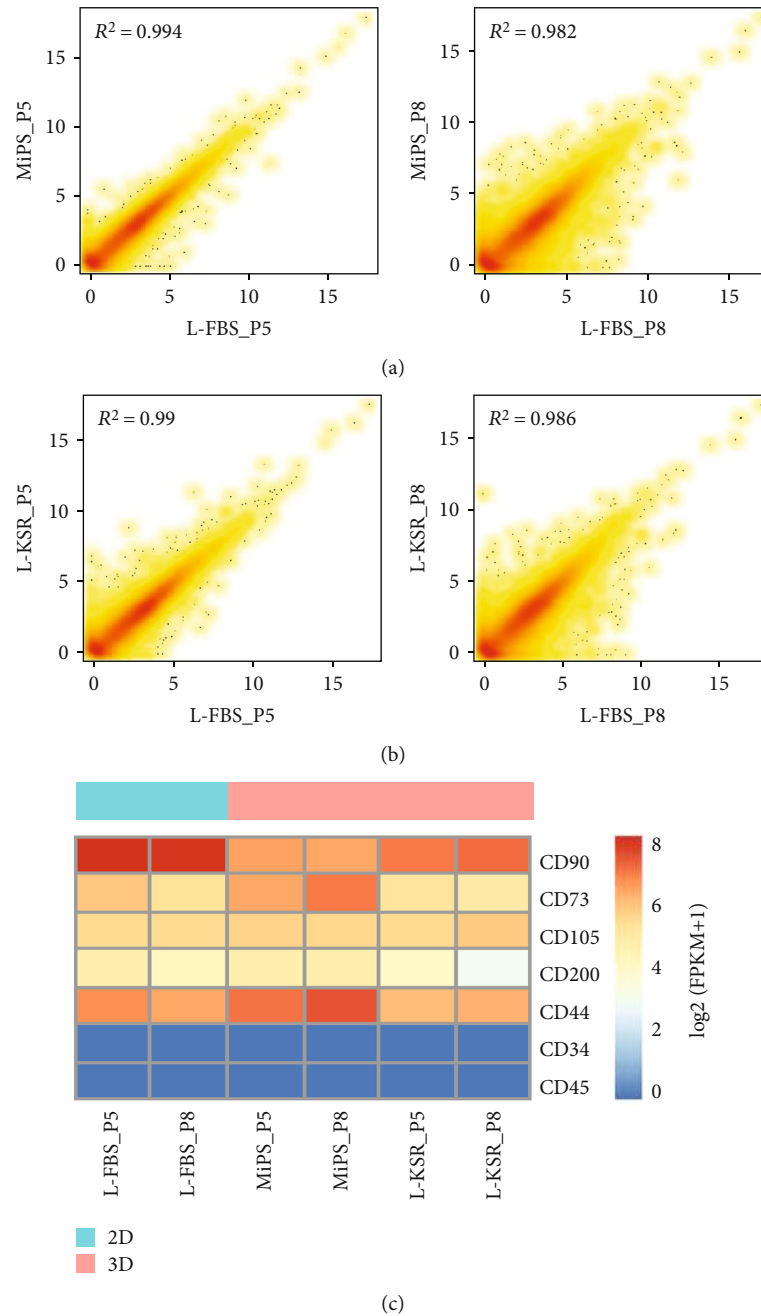 R² = 0.994
MiPS_P5
15
10
5
0
0 5 10 15
L-FBS_P5
R² = 0.982
MiPS_P8
15
10
5
0
0 5 10 15
L-FBS_P8
(a)
R² = 0.99
L-KSR_P5
15
10
5
0
0 5 10 15
L-FBS_P5
R² = 0.986
L-KSR_P8
15
10
5
0
0 5 10 15
L-FBS_P8
(b)
CD90
CD73
CD105
CD200
CD44
CD34
CD45
8
6
4
2
0
log2 (FPKM+1)
L-FBS_P5
L-FBS_P8
MiPS_P5
MiPS_P8
L-KSR_P5
L-KSR_P8
2D
3D
(c)